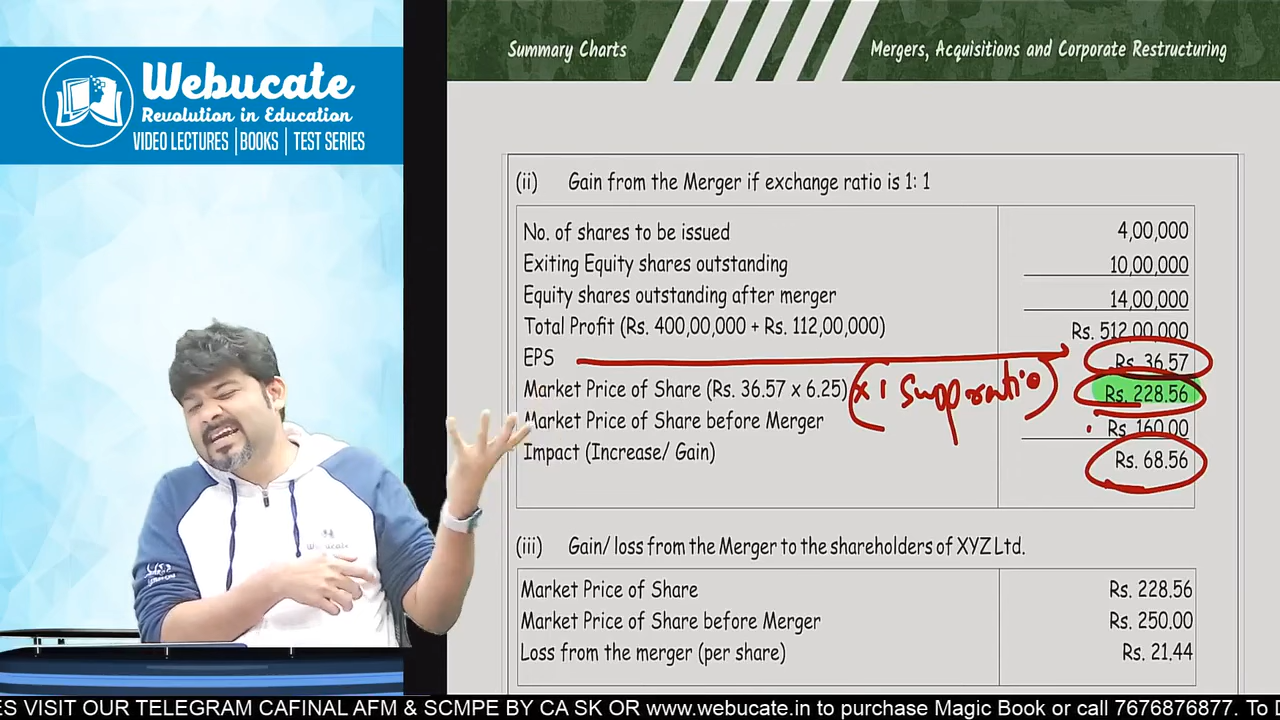 Webucate
Revolution in Education
VIDEO LECTURES | BOOKS | TEST SERIES
Summary Charts
Mergers, Acquisitions and Corporate Restructuring
(ii) Gain from the Merger if exchange ratio is 1: 1
No. of shares to be issued 4,00,000
Exiting Equity shares outstanding 10,00,000
Equity shares outstanding after merger 14,00,000
Total Profit (Rs. 400,00,000 + Rs. 112,00,000) Rs. 512,00,000
EPS Rs. 36.57
Market Price of Share (Rs. 36.57 x 6.25) (x 1 swap ratio) Rs. 228.56
Market Price of Share before Merger Rs. 160.00
Impact (Increase/ Gain) Rs. 68.56
(iii) Gain/ loss from the Merger to the shareholders of XYZ Ltd.
Market Price of Share Rs. 228.56
Market Price of Share before Merger Rs. 250.00
Loss from the merger (per share) Rs. 21.44
ES VISIT OUR TELEGRAM CAFINAL AFM & SCMPE BY CA SK OR www.webucate.in to purchase Magic Book or call 7676876877. To